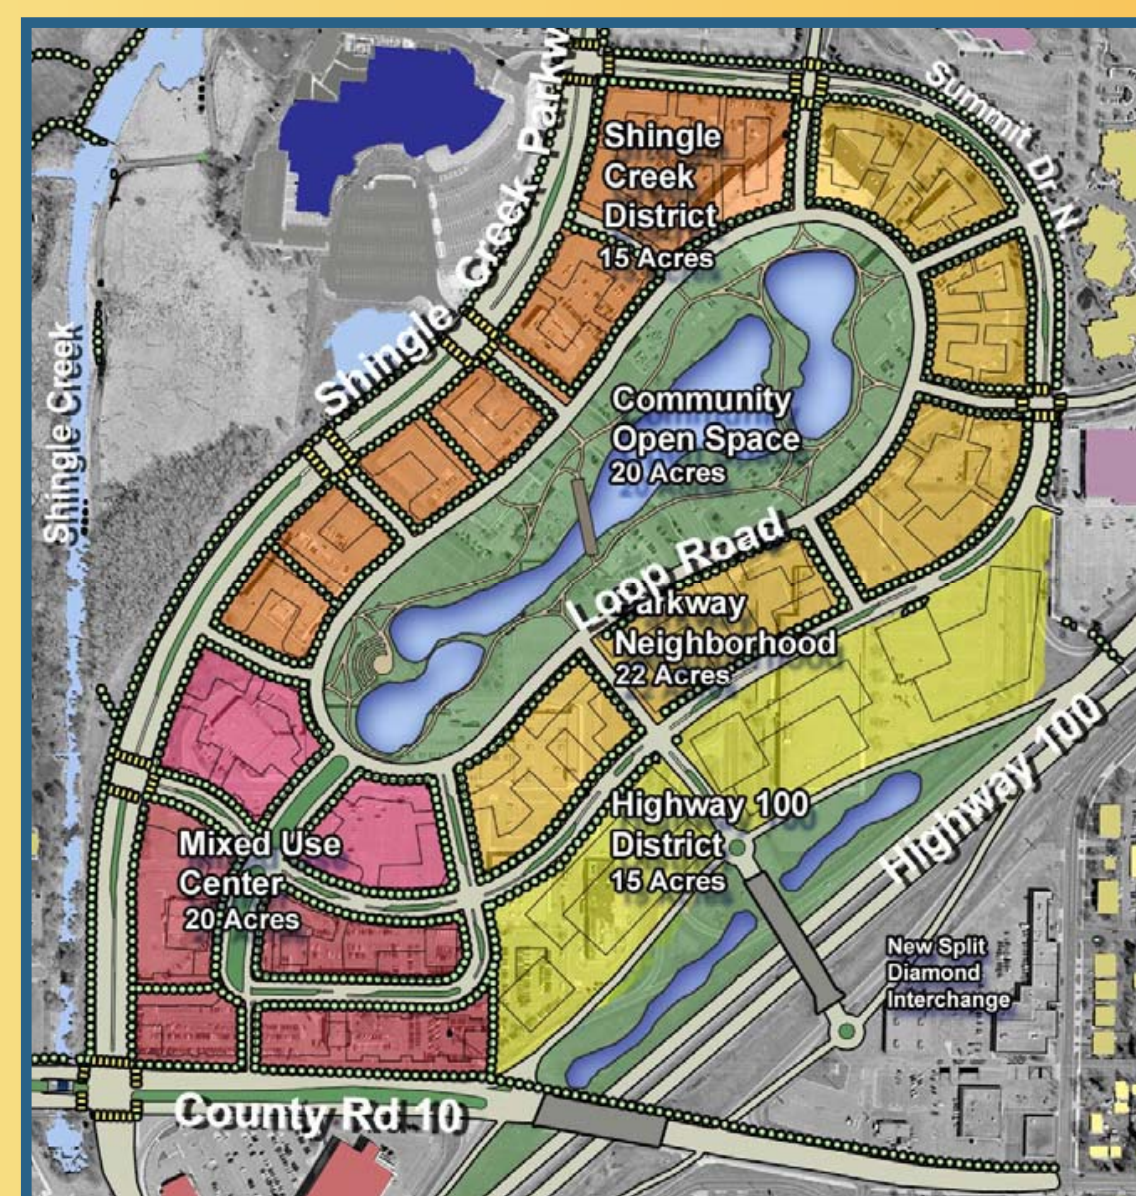 Shingle Creek Parkw
Summit Dr N
Shingle
Creek
District
15 Acres
Shingle Creek
Community
Open Space
20 Acres
Loop Road
Parkway
Neighborhood
22 Acres
Highway 100
Highway 100
District
15 Acres
Mixed Use
Center
20 Acres
New Split
Diamond
Interchange
County Rd 10